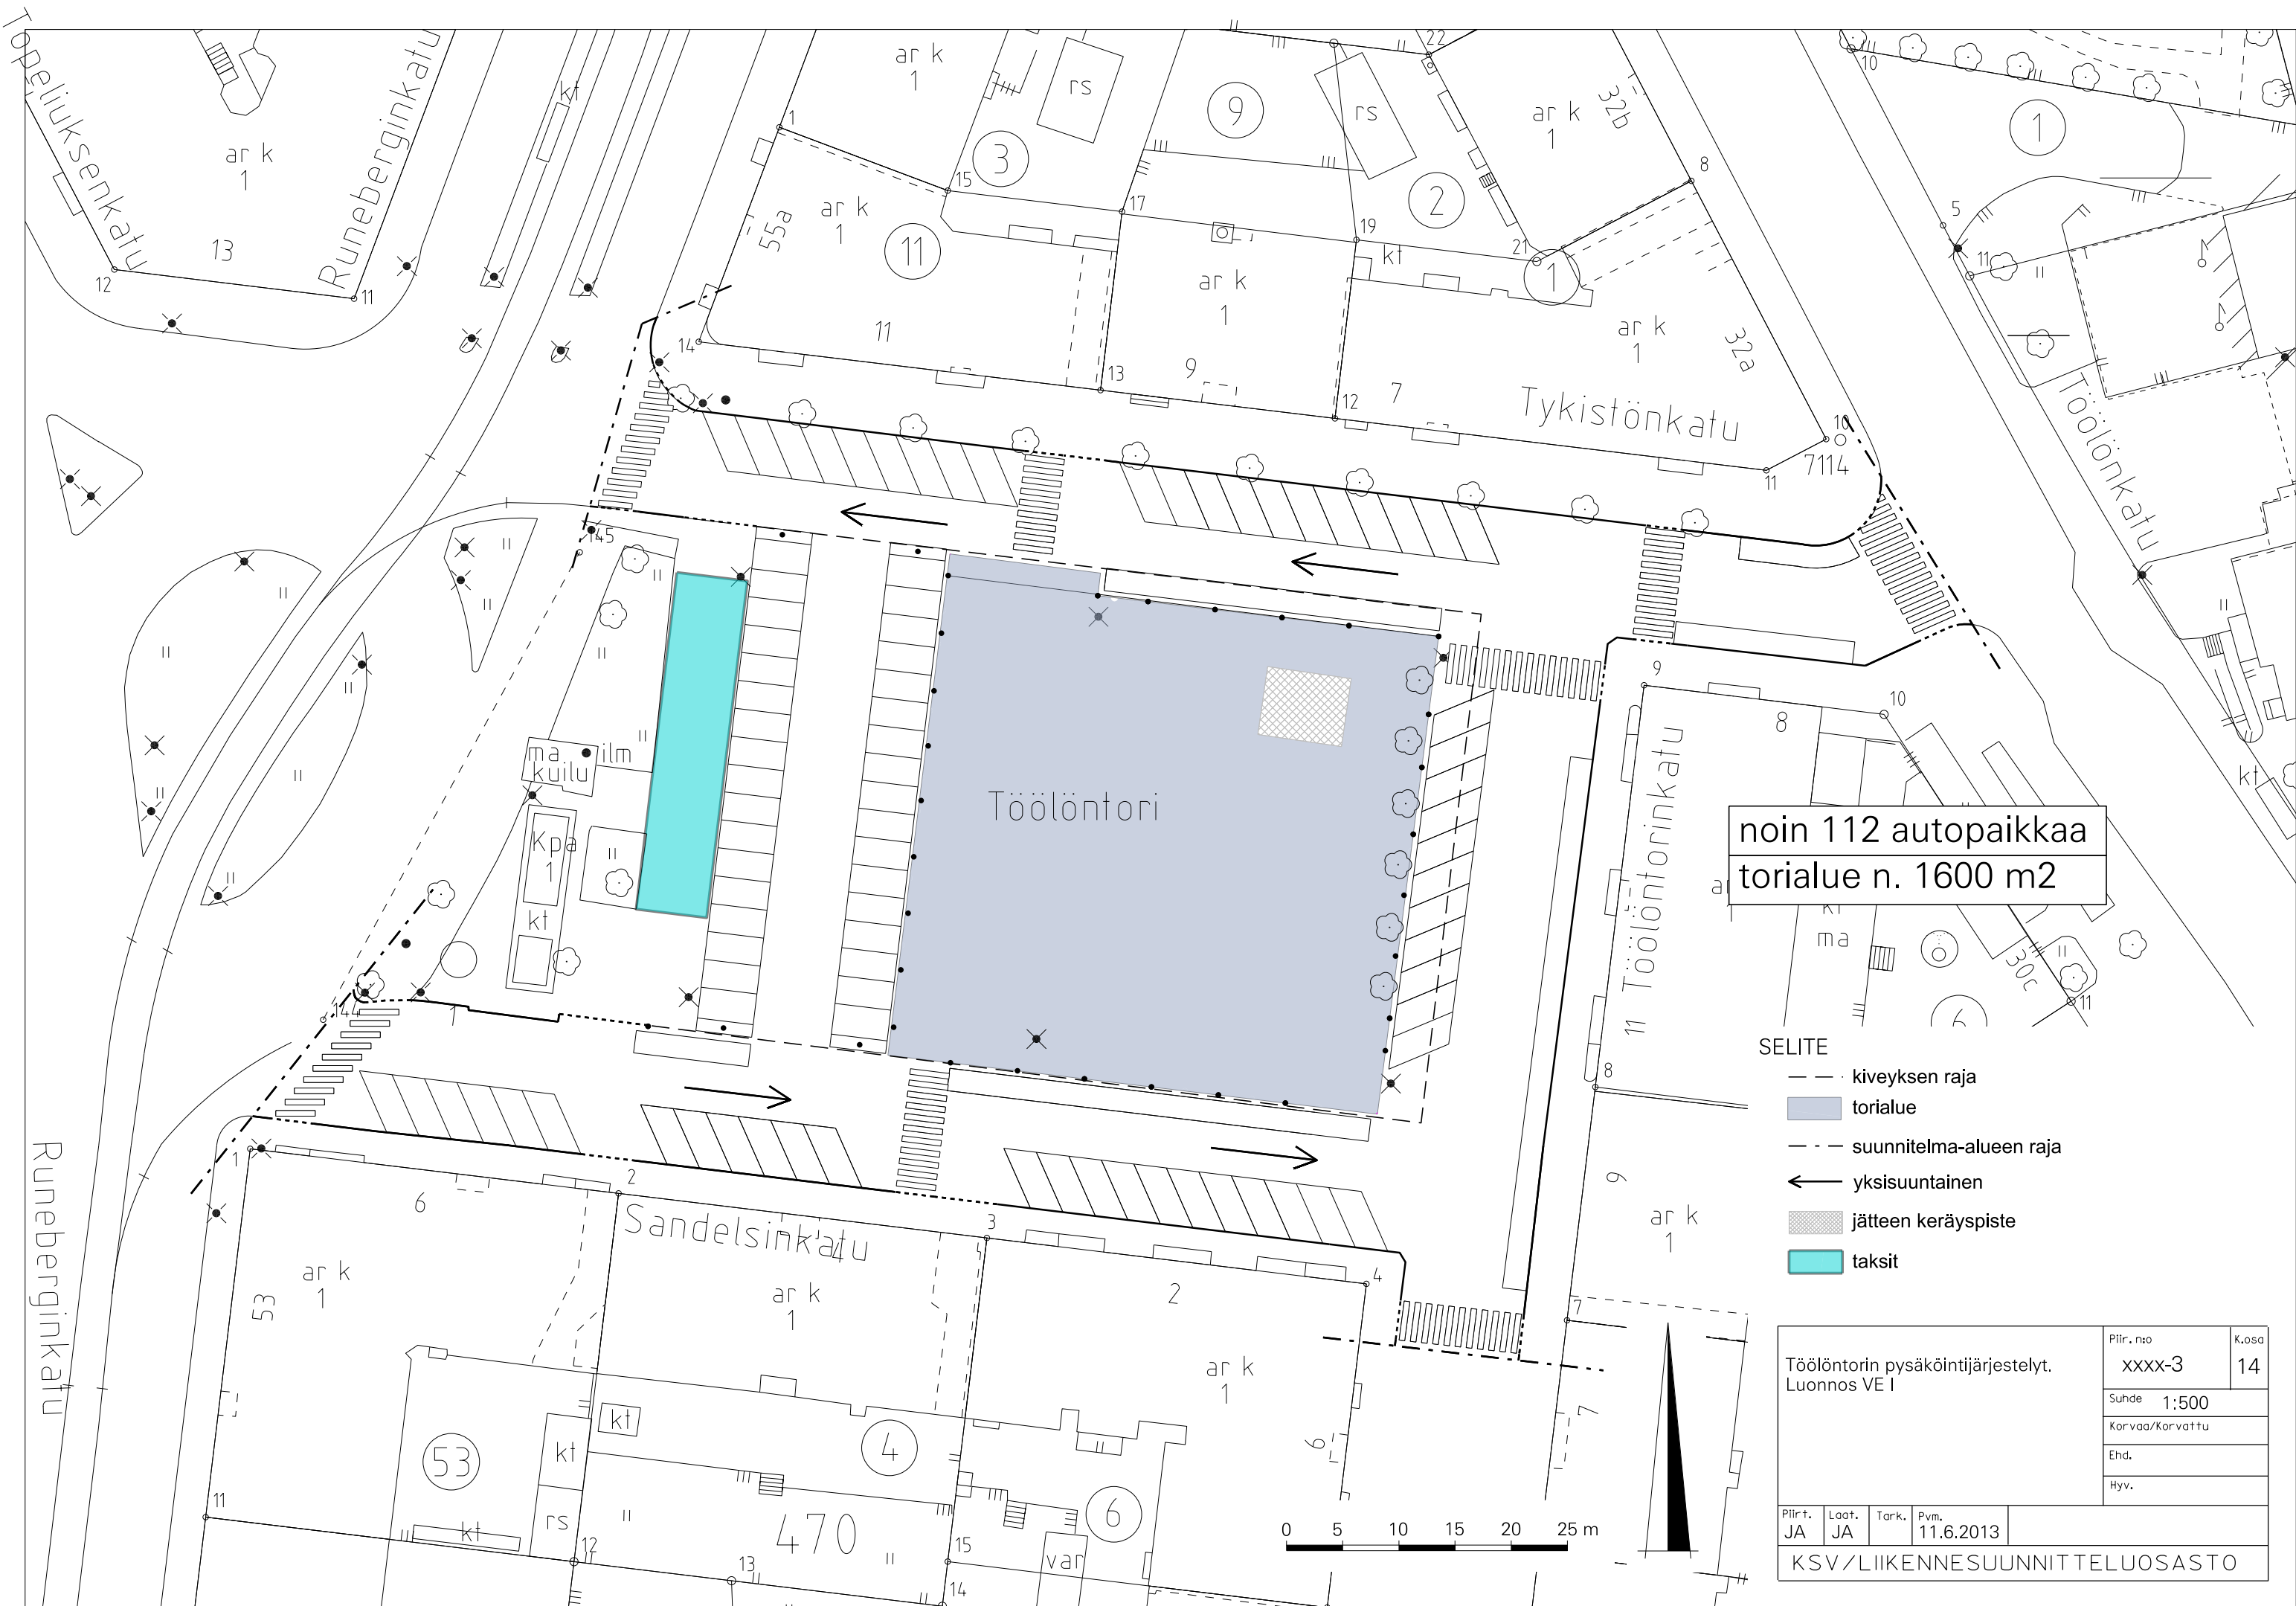 Topeliuksenkatu
Runeberginkatu
kt
ar k
1
13
12
11
ar k
1
rs
3
9
rs
22
ar k
1
32b
2
8
10
1
5
11
1
15
17
19
21
kt
1
55a
ar k
1
11
ar k
1
ar k
1
32a
14
11
13
9
12
7
Tykistönkatu
10
7114
11
Töölönkatu
145
ma
kuilu
ilm
Kpa
1
kt
144
1
Töölöntori
9
8
10
11 Töölöntorinkatu
noin 112 autopaikkaa
torialue n. 1600 m2
ma
30c
11
6
kt
8
9
ar k
1
7
7
SELITE
kiveyksen raja
torialue
suunnitelma-alueen raja
yksisuuntainen
jätteen keräyspiste
taksit
Runeberginkatu
1
6
2
Sandelsinkatu
4
3
2
4
53
ar k
1
ar k
1
ar k
1
6
11
53
kt
kt
kt
rs
4
470
6
var
12
13
14
15
0 5 10 15 20 25 m
Töölöntorin pysäköintijärjestelyt.
Luonnos VE I
Piir. n:o
xxxx-3
K.osa
14
Suhde 1:500
Korvaa/Korvattu
Ehd.
Hyv.
Piirt.
JA
Laat.
JA
Tark.
Pvm.
11.6.2013
KSV/LIIKENNESUUNNITTELUOSASTO